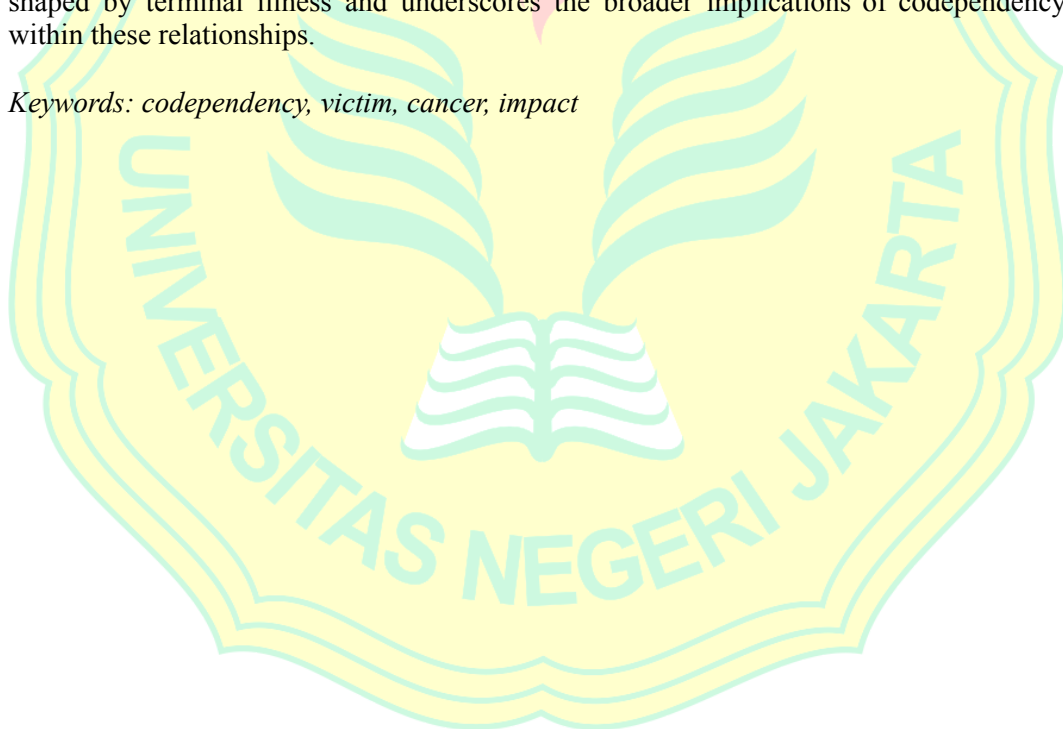 shaped by terminal illness and underscores the broader implications of codependency
within these relationships.
Keywords: codependency, victim, cancer, impact
UNIVERSITAS NEGERI JAKARTA